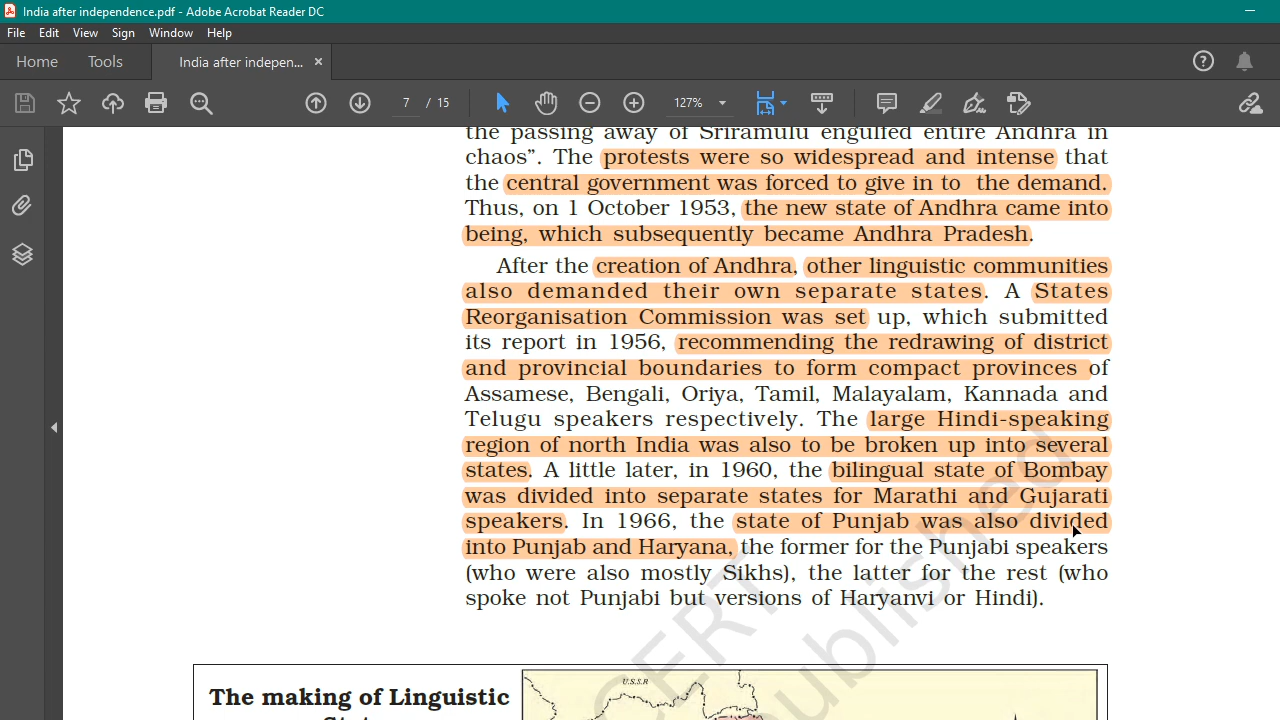 India after independence.pdf - Adobe Acrobat Reader DC
File Edit View Sign Window Help
Home Tools India after indepen... ×
7 / 15 127%
the passing away of Sriramulu engulfed entire Andhra in
chaos”. The protests were so widespread and intense that
the central government was forced to give in to the demand.
Thus, on 1 October 1953, the new state of Andhra came into
being, which subsequently became Andhra Pradesh.
After the creation of Andhra, other linguistic communities
also demanded their own separate states. A States
Reorganisation Commission was set up, which submitted
its report in 1956, recommending the redrawing of district
and provincial boundaries to form compact provinces of
Assamese, Bengali, Oriya, Tamil, Malayalam, Kannada and
Telugu speakers respectively. The large Hindi-speaking
region of north India was also to be broken up into several
states. A little later, in 1960, the bilingual state of Bombay
was divided into separate states for Marathi and Gujarati
speakers. In 1966, the state of Punjab was also divided
into Punjab and Haryana, the former for the Punjabi speakers
(who were also mostly Sikhs), the latter for the rest (who
spoke not Punjabi but versions of Haryanvi or Hindi).
The making of Linguistic
U.S.S.R
CERT
published